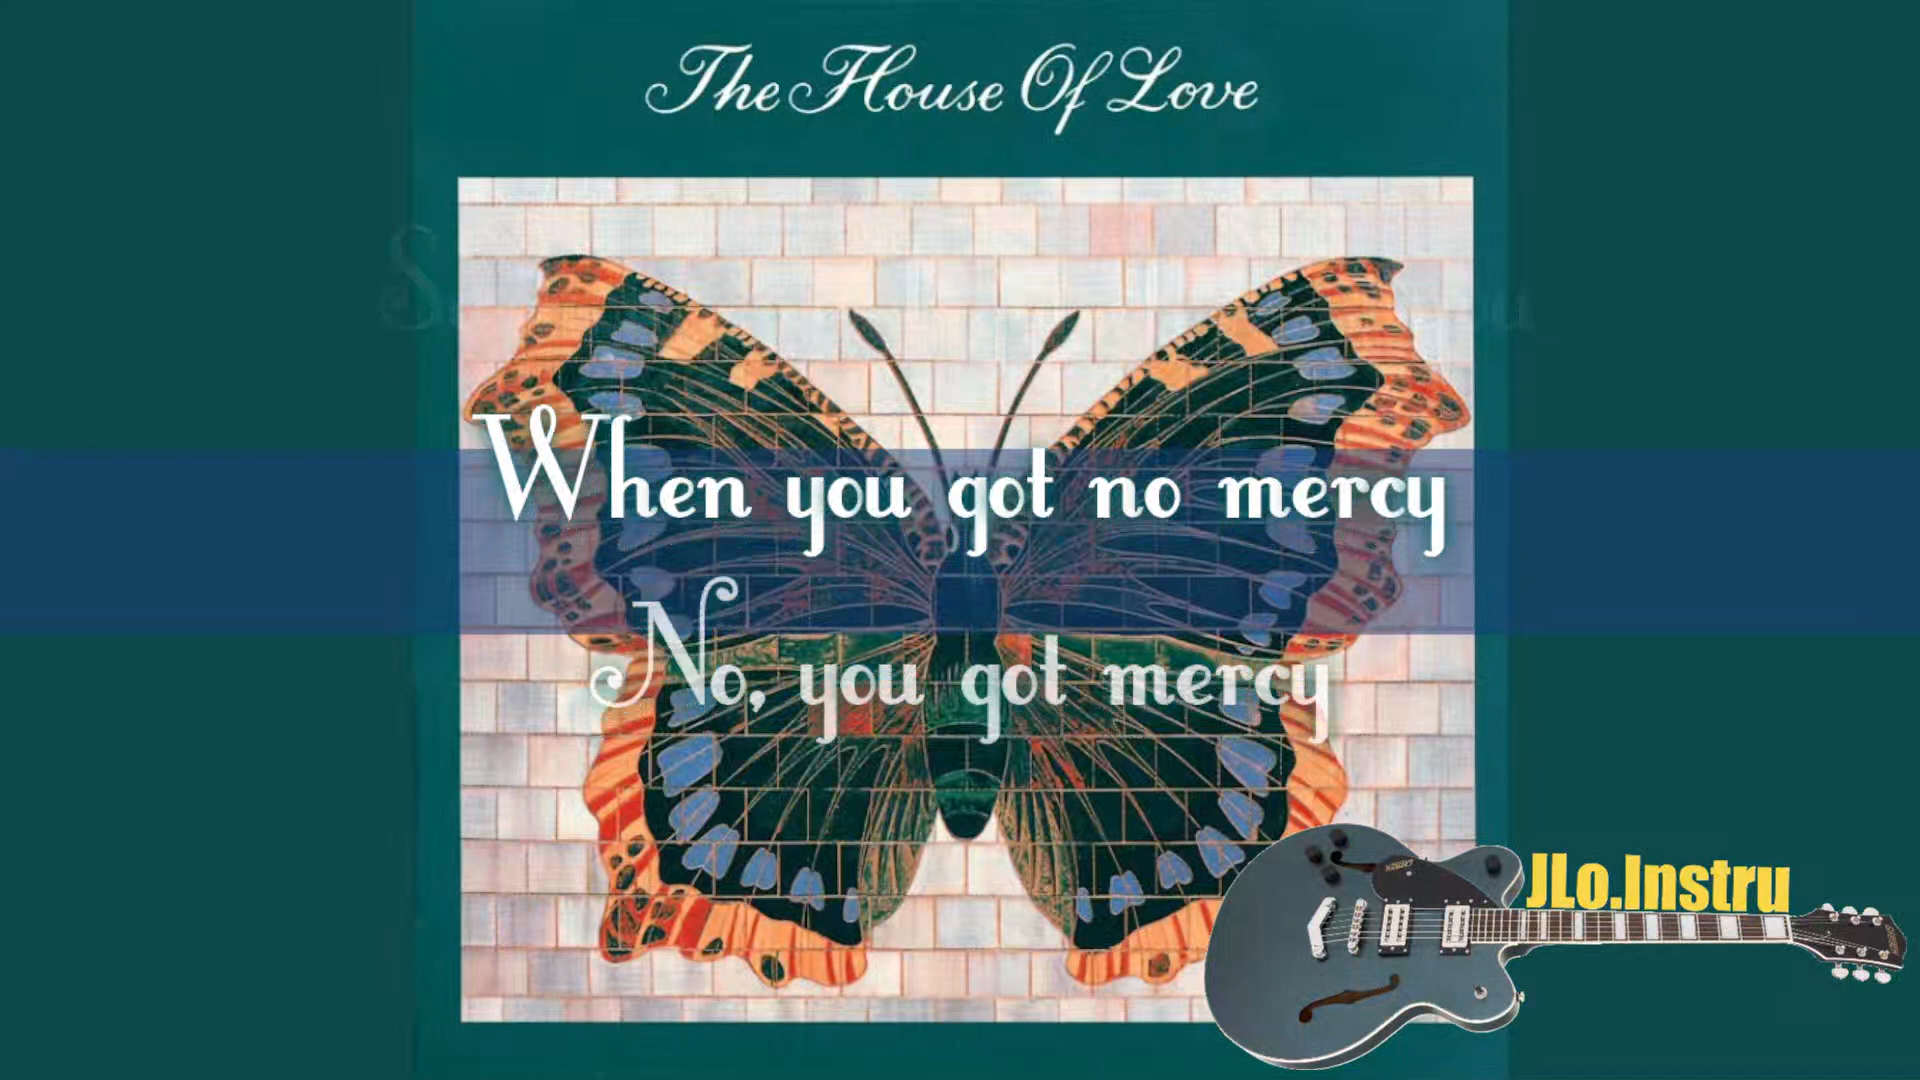 The House Of Love
When you got no mercy
No, you got mercy
JLo.Instru